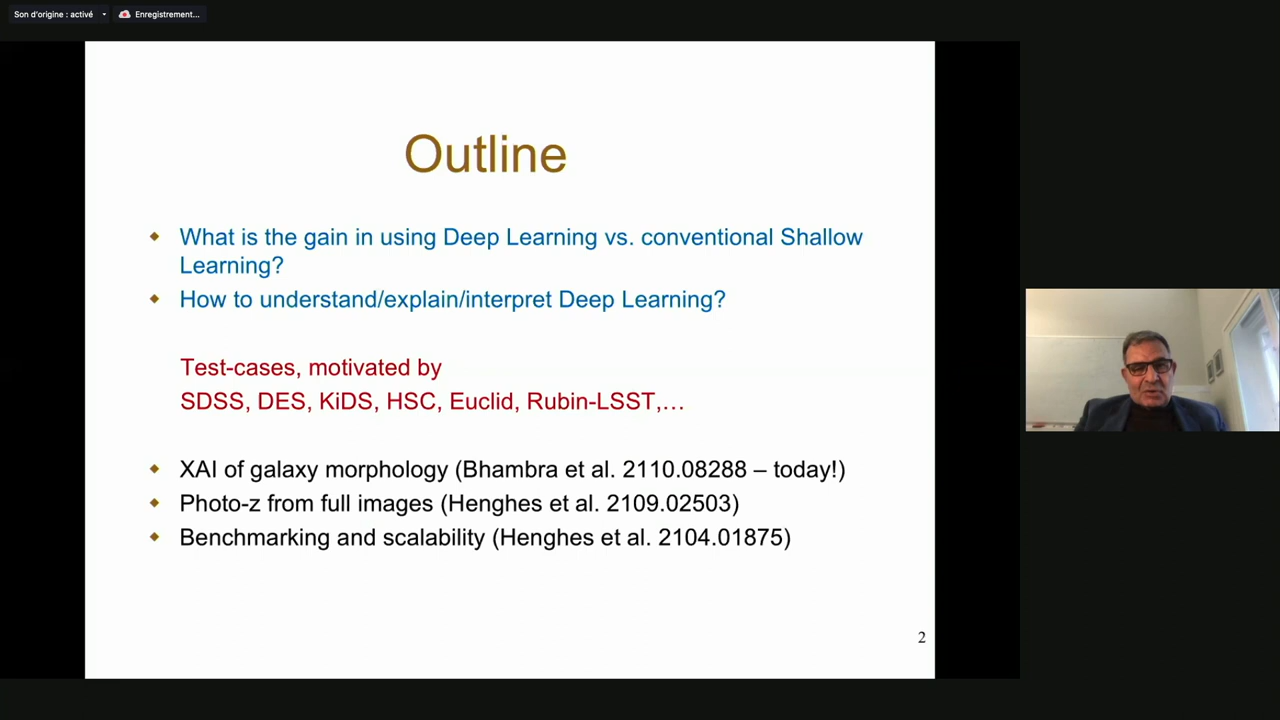 Son d'origine : activé
Enregistrement...
Outline
What is the gain in using Deep Learning vs. conventional Shallow
Learning?
How to understand/explain/interpret Deep Learning?
Test-cases, motivated by
SDSS, DES, KiDS, HSC, Euclid, Rubin-LSST,…
XAI of galaxy morphology (Bhambra et al. 2110.08288 – today!)
Photo-z from full images (Henghes et al. 2109.02503)
Benchmarking and scalability (Henghes et al. 2104.01875)
2